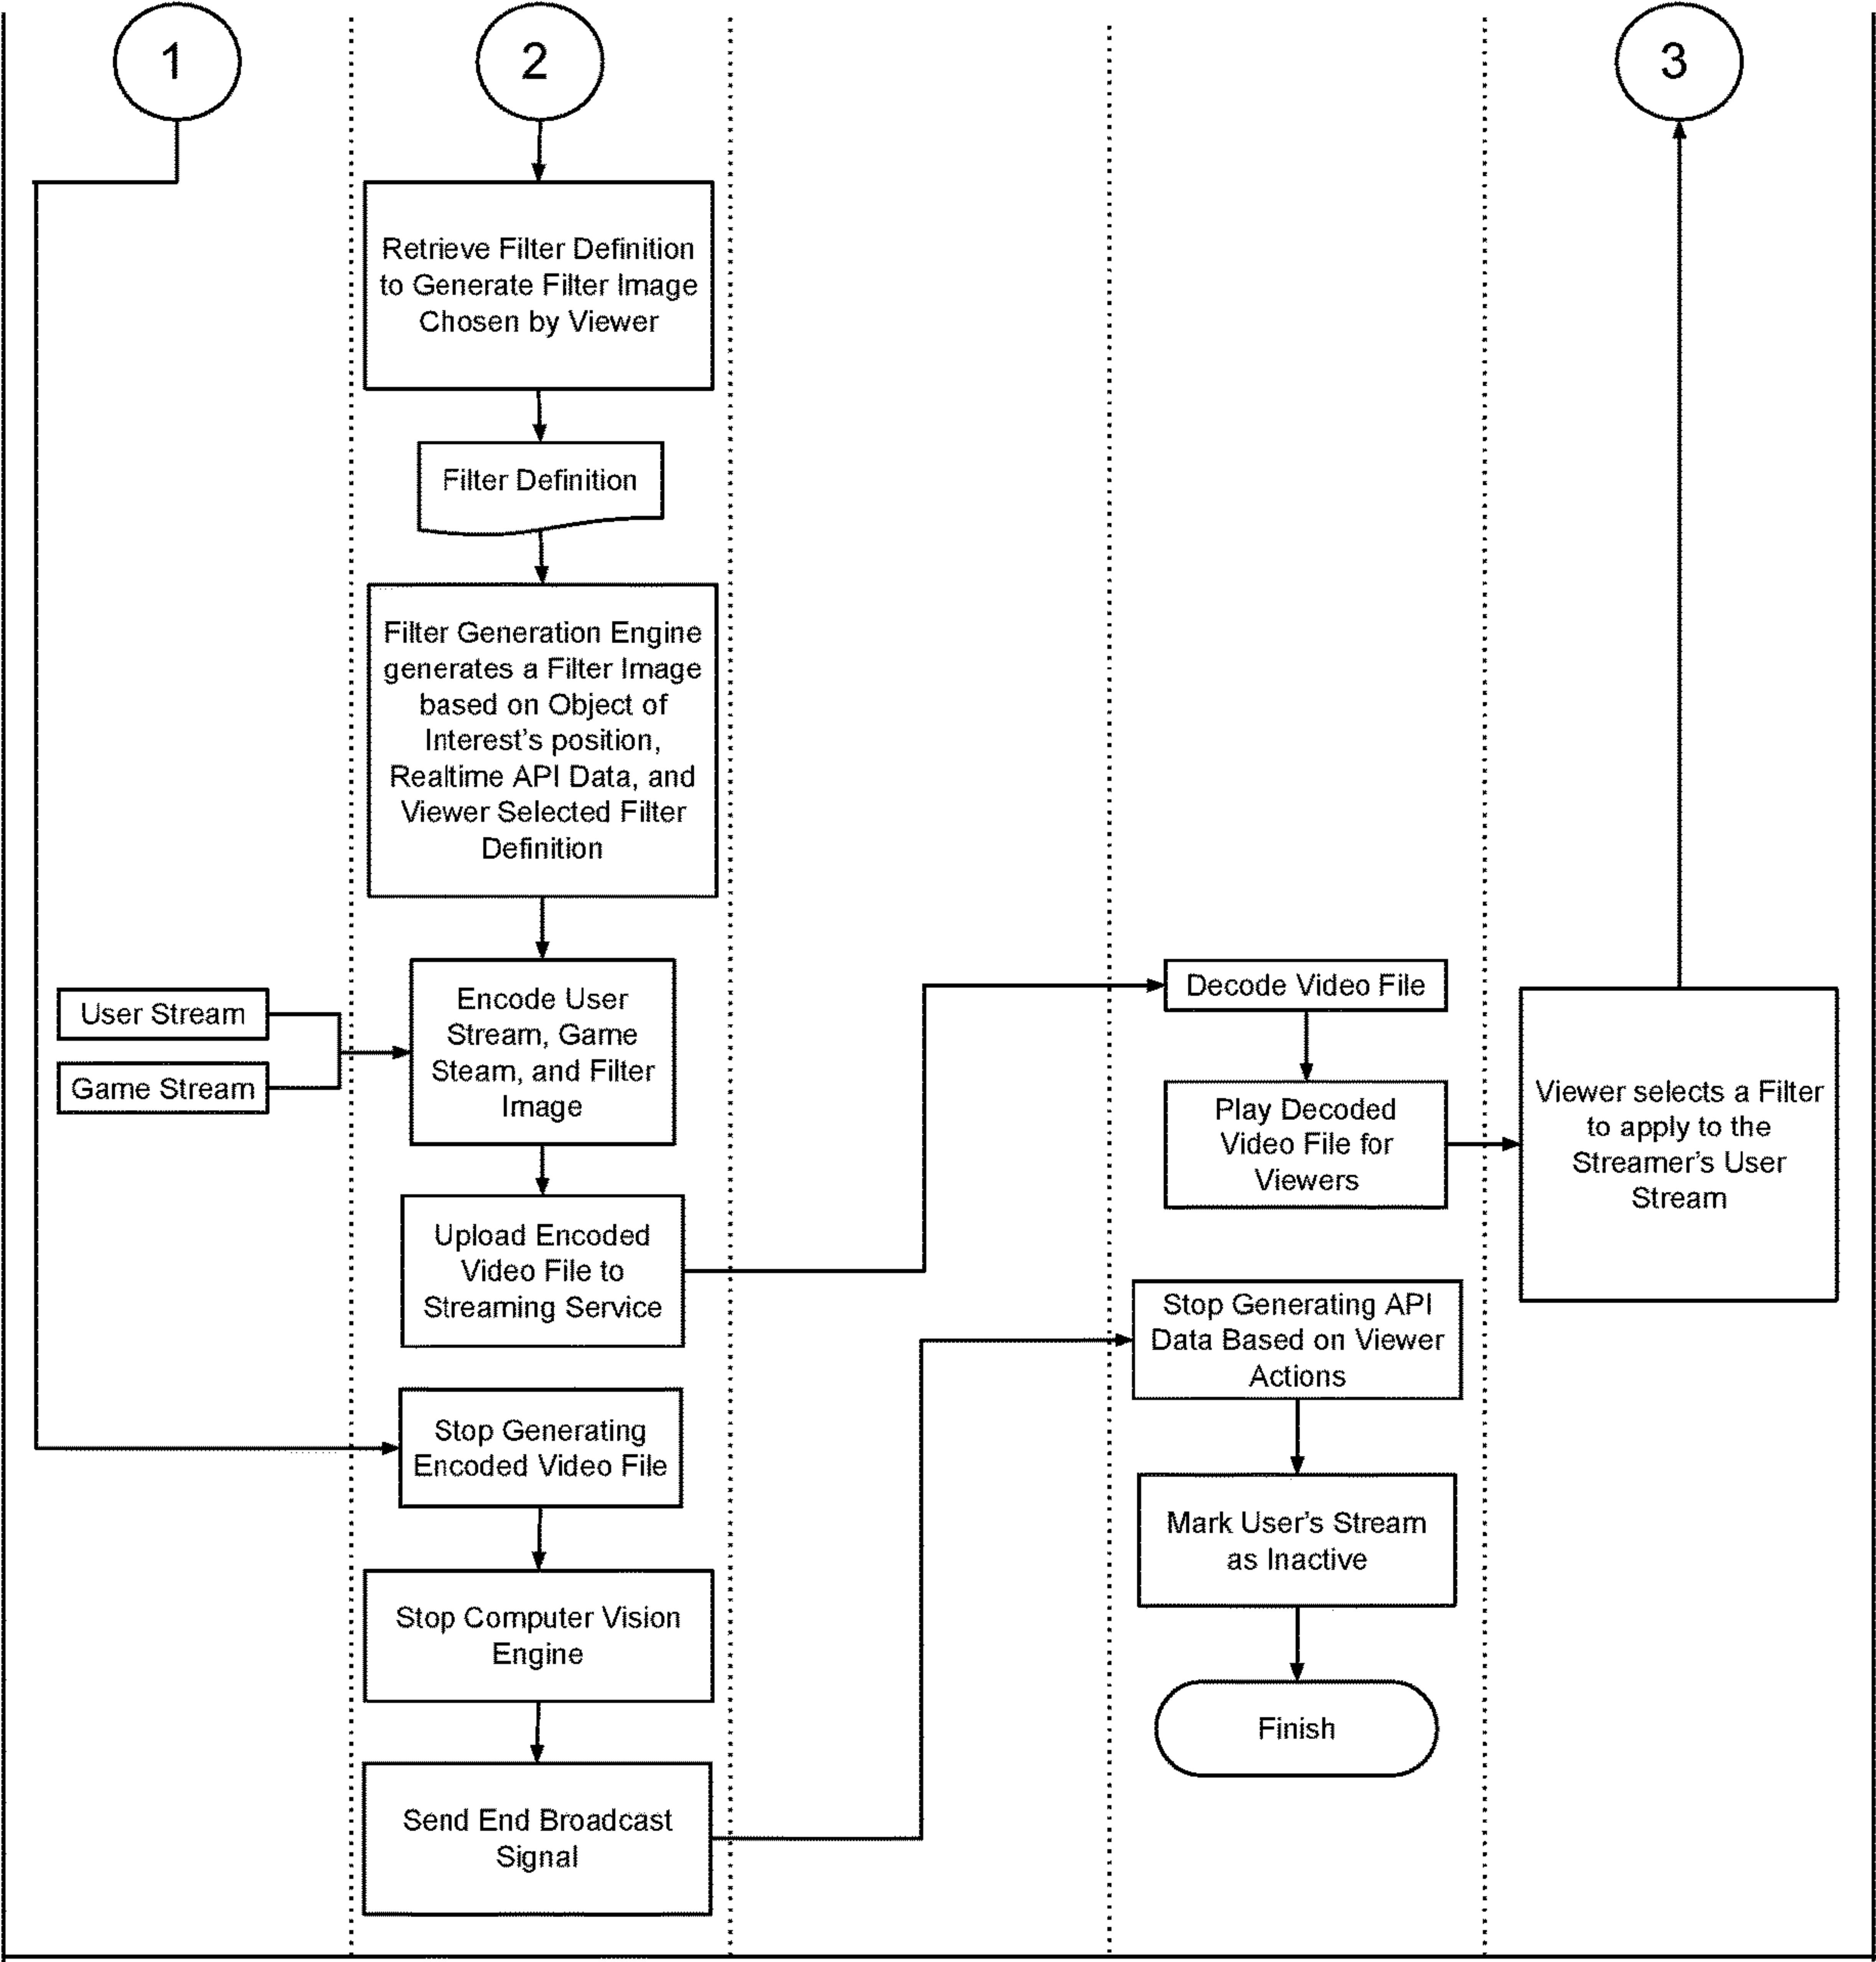 1
2
3
Retrieve Filter Definition
to Generate Filter Image
Chosen by Viewer
Filter Definition
Filter Generation Engine
generates a Filter Image
based on Object of
Interest's position,
Realtime API Data, and
Viewer Selected Filter
Definition
User Stream
Game Stream
Encode User
Stream, Game
Steam, and Filter
Image
Upload Encoded
Video File to
Streaming Service
Decode Video File
Play Decoded
Video File for
Viewers
Viewer selects a Filter
to apply to the
Streamer's User
Stream
Stop Generating
Encoded Video File
Stop Computer Vision
Engine
Send End Broadcast
Signal
Stop Generating API
Data Based on Viewer
Actions
Mark User's Stream
as Inactive
Finish